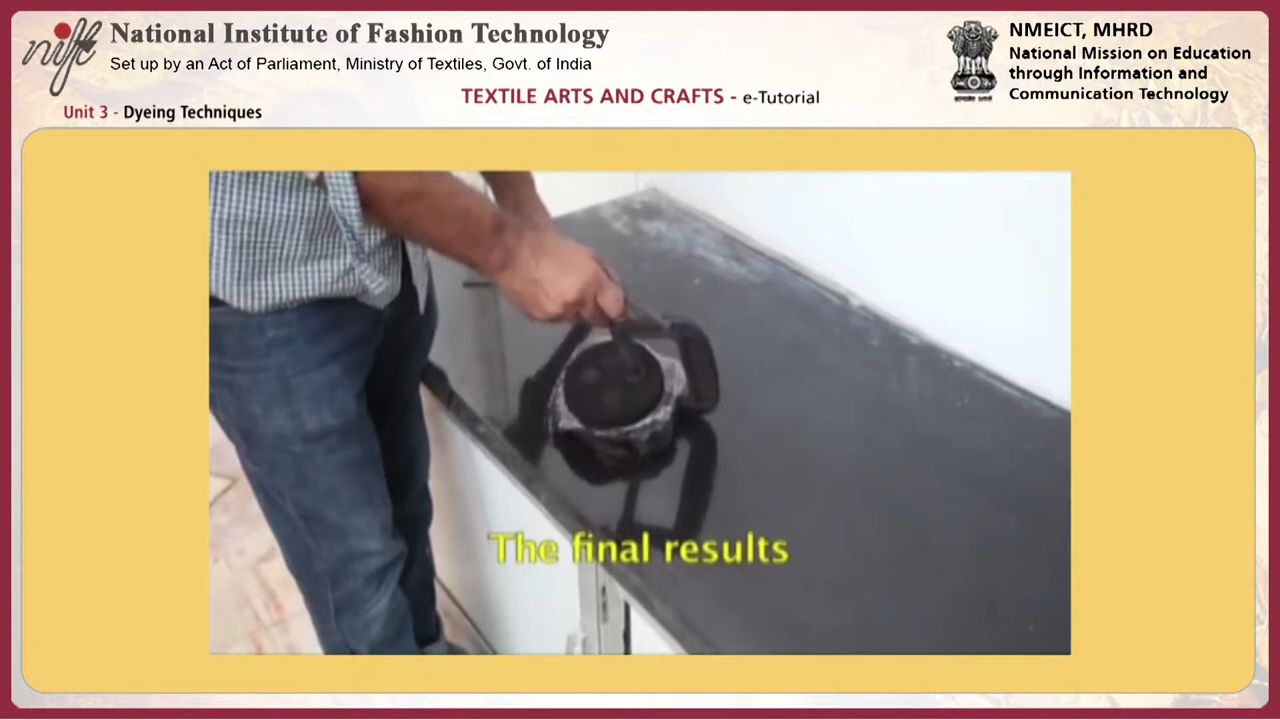 nift
National Institute of Fashion Technology
Set up by an Act of Parliament, Ministry of Textiles, Govt. of India
NMEICT, MHRD
National Mission on Education
through Information and
Communication Technology
TEXTILE ARTS AND CRAFTS - e-Tutorial
Unit 3 - Dyeing Techniques
The final results